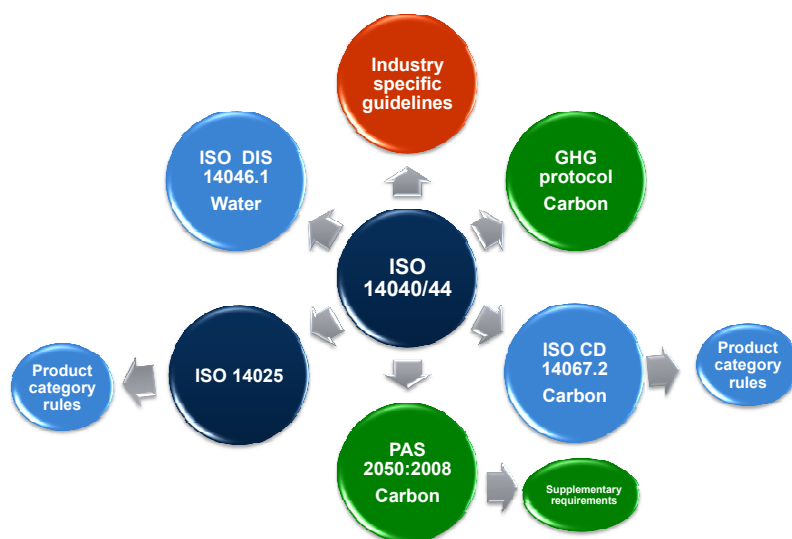 Industry
specific
guidelines
ISO DIS
14046.1
Water
GHG
protocol
Carbon
ISO
14040/44
Product
category
rules
ISO 14025
ISO CD
14067.2
Carbon
Product
category
rules
PAS
2050:2008
Carbon
Supplementary
requirements